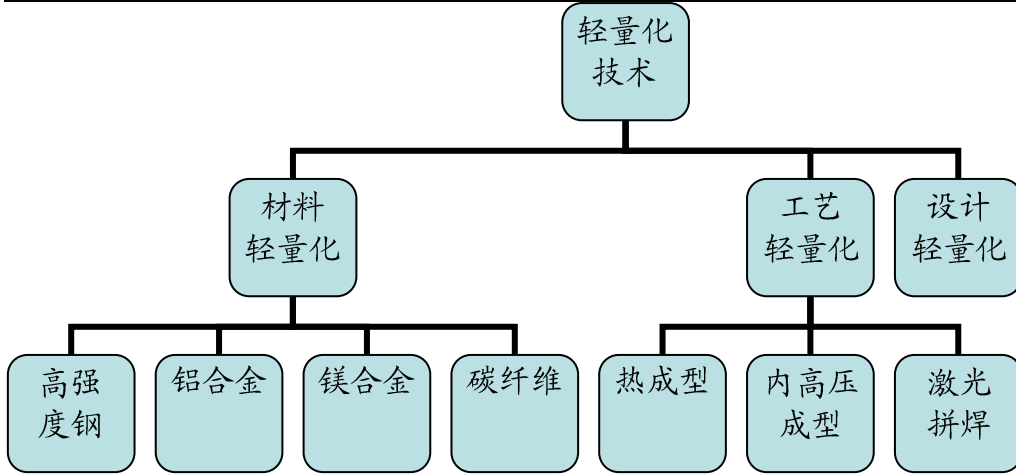 轻量化
技术
材料
轻量化
工艺
轻量化
设计
轻量化
高强
度钢
铝合金
镁合金
碳纤维
热成型
内高压
成型
激光
拼焊